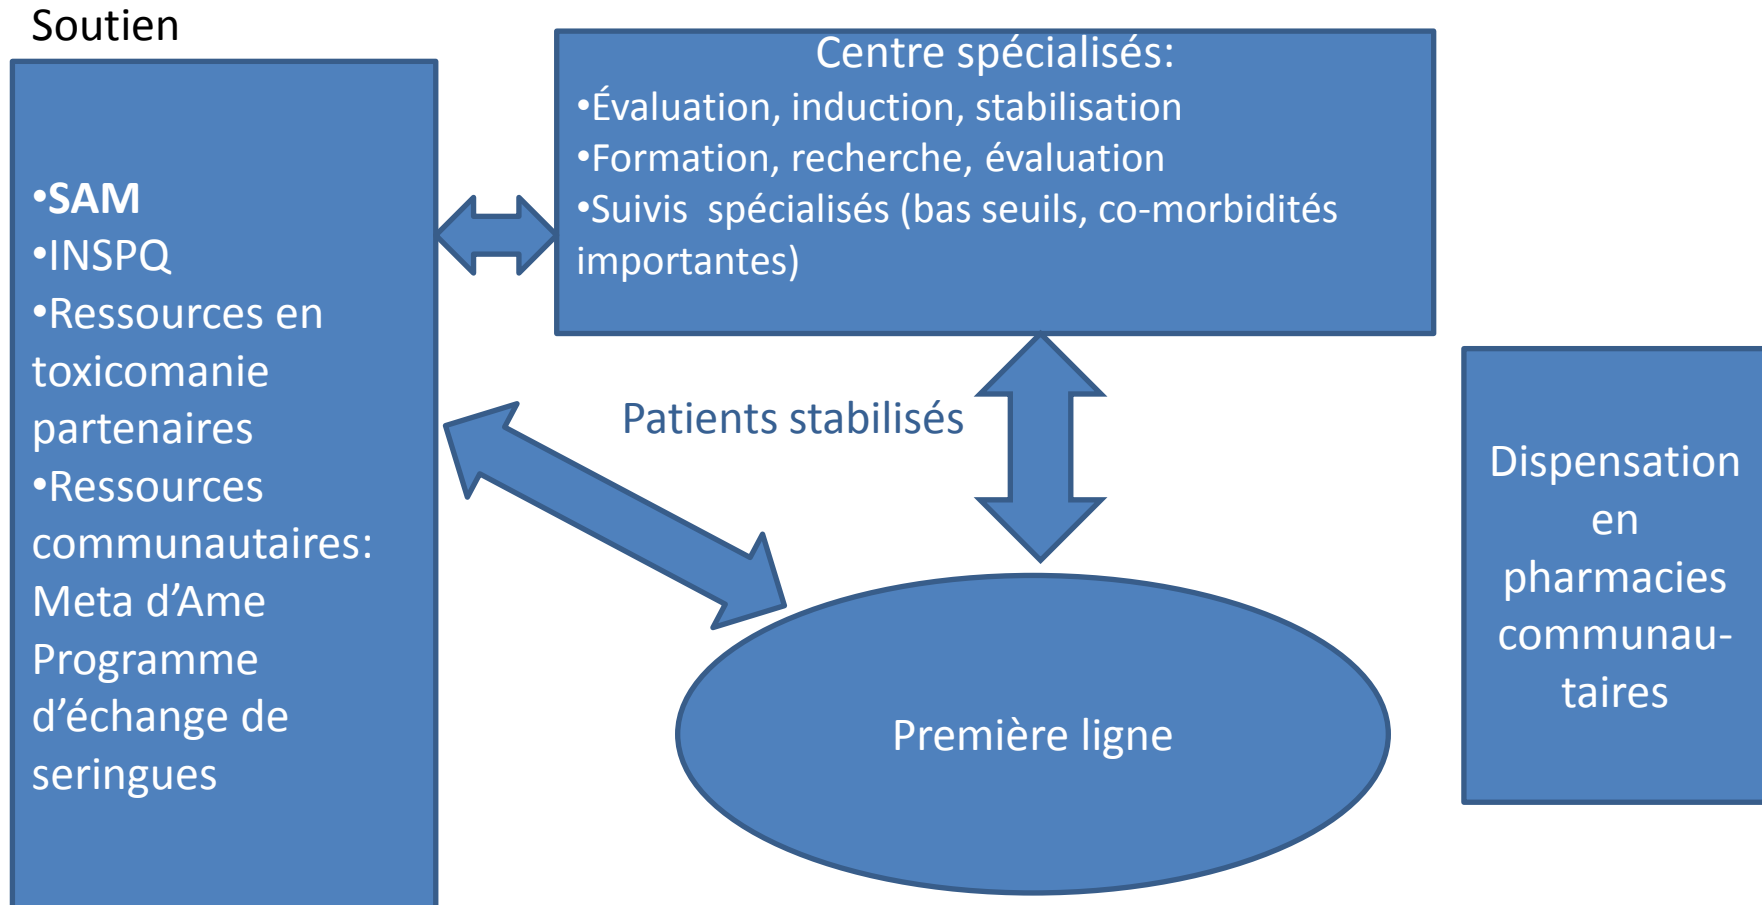 Soutien
•SAM
•INSPQ
•Ressources en
toxicomanie
partenaires
•Ressources
communautaires:
Meta d’Ame
Programme
d’échange de
seringues
Centre spécialisés:
•Évaluation, induction, stabilisation
•Formation, recherche, évaluation
•Suivis spécialisés (bas seuils, co-morbidités
importantes)
Patients stabilisés
Première ligne
Dispensation
en
pharmacies
communau-
taires